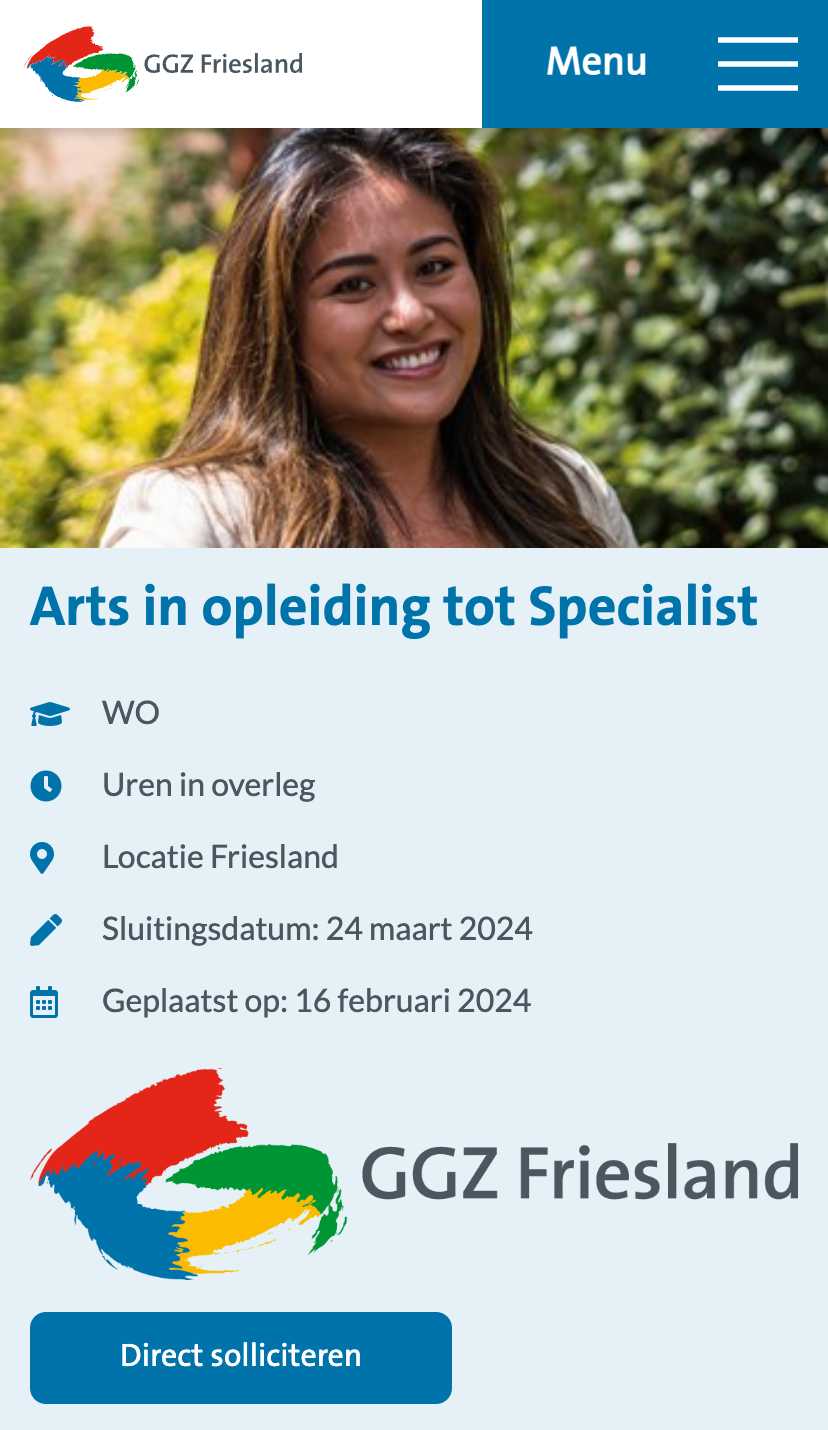 GGZ Friesland
Menu
Arts in opleiding tot Specialist
WO
Uren in overleg
Locatie Friesland
Sluitingsdatum: 24 maart 2024
Geplaatst op: 16 februari 2024
GGZ Friesland
Direct solliciteren